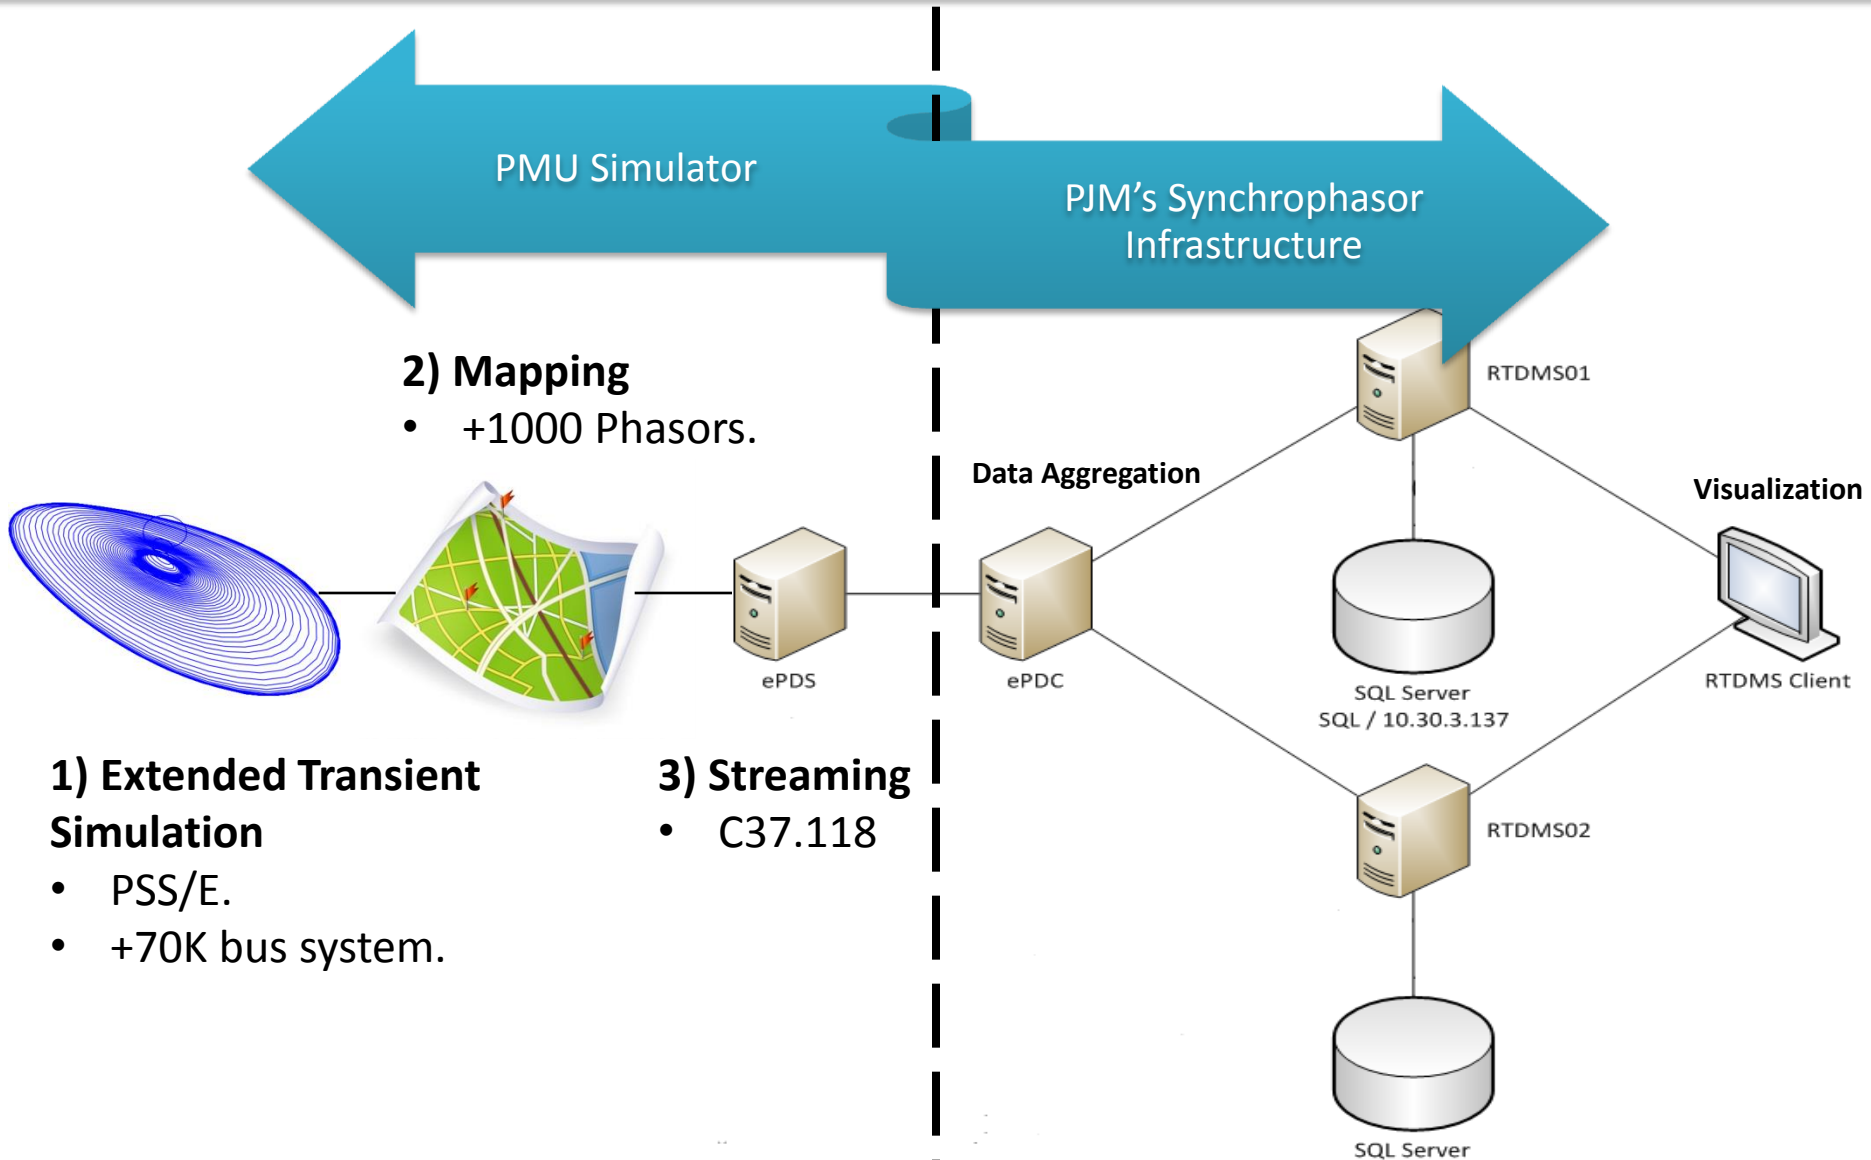 PMU Simulator
PJM's Synchrophasor
Infrastructure
2) Mapping
• +1000 Phasors.
RTDMS01
Data Aggregation
Visualization
ePDS
ePDC
SQL Server
SQL / 10.30.3.137
RTDMS Client
1) Extended Transient
Simulation
• PSS/E.
• +70K bus system.
3) Streaming
• C37.118
RTDMS02
SQL Server